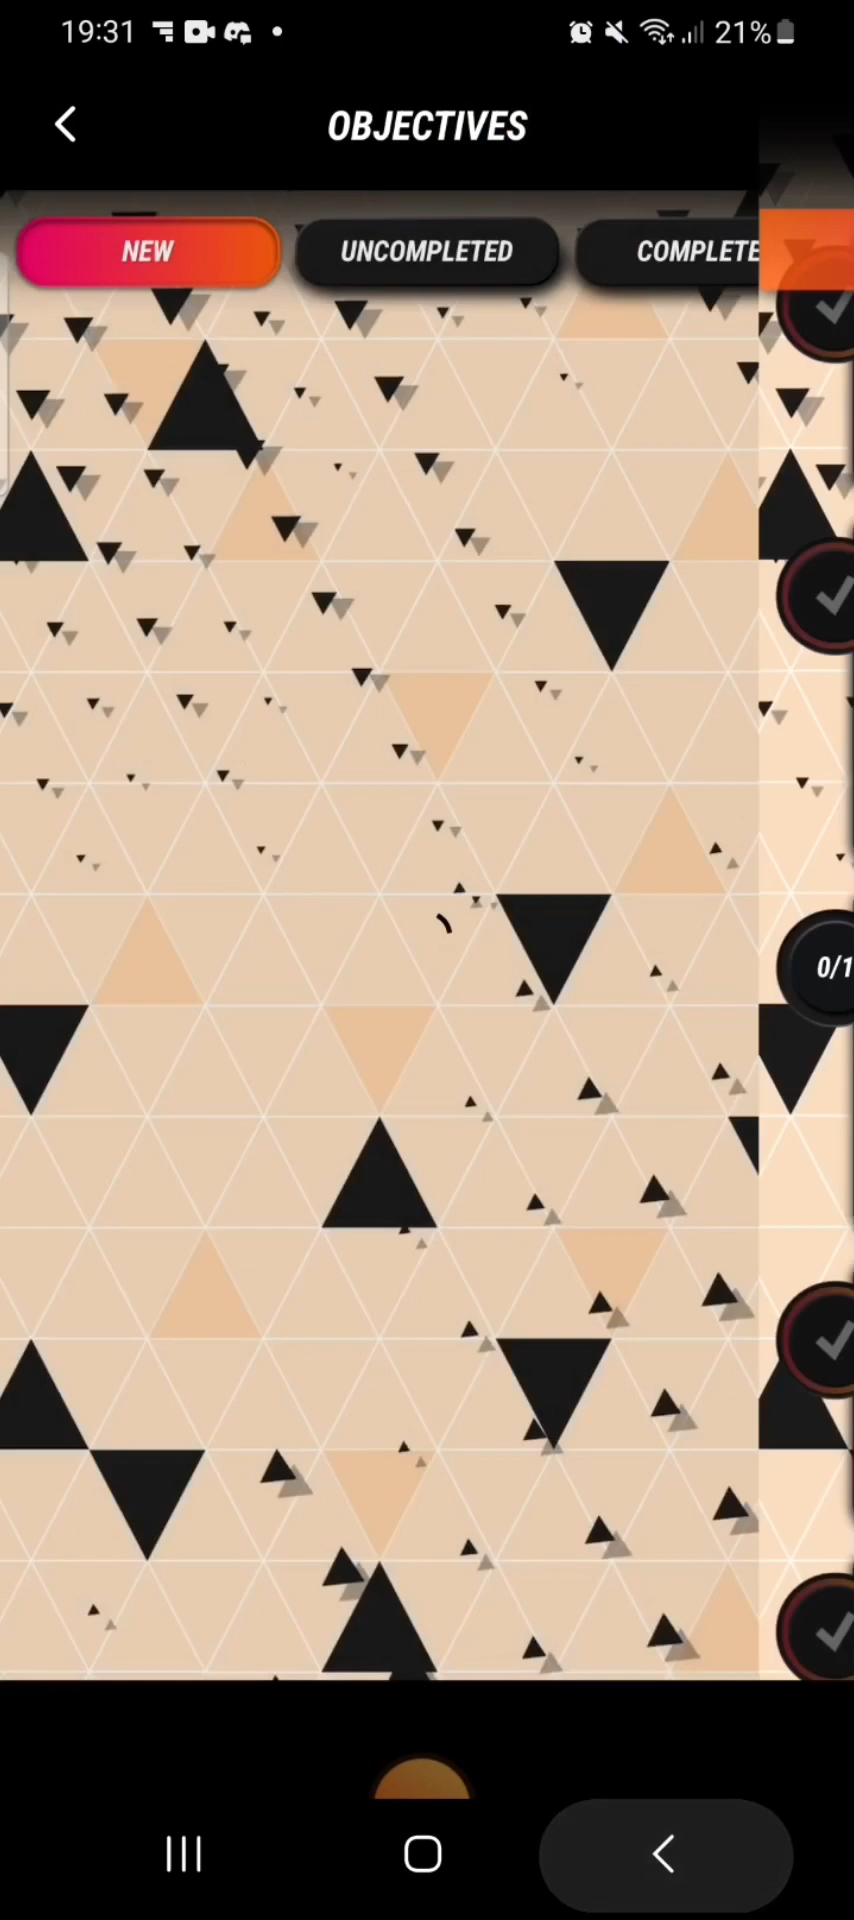 19:31
21%
OBJECTIVES
NEW
UNCOMPLETED
COMPLETE
0/1